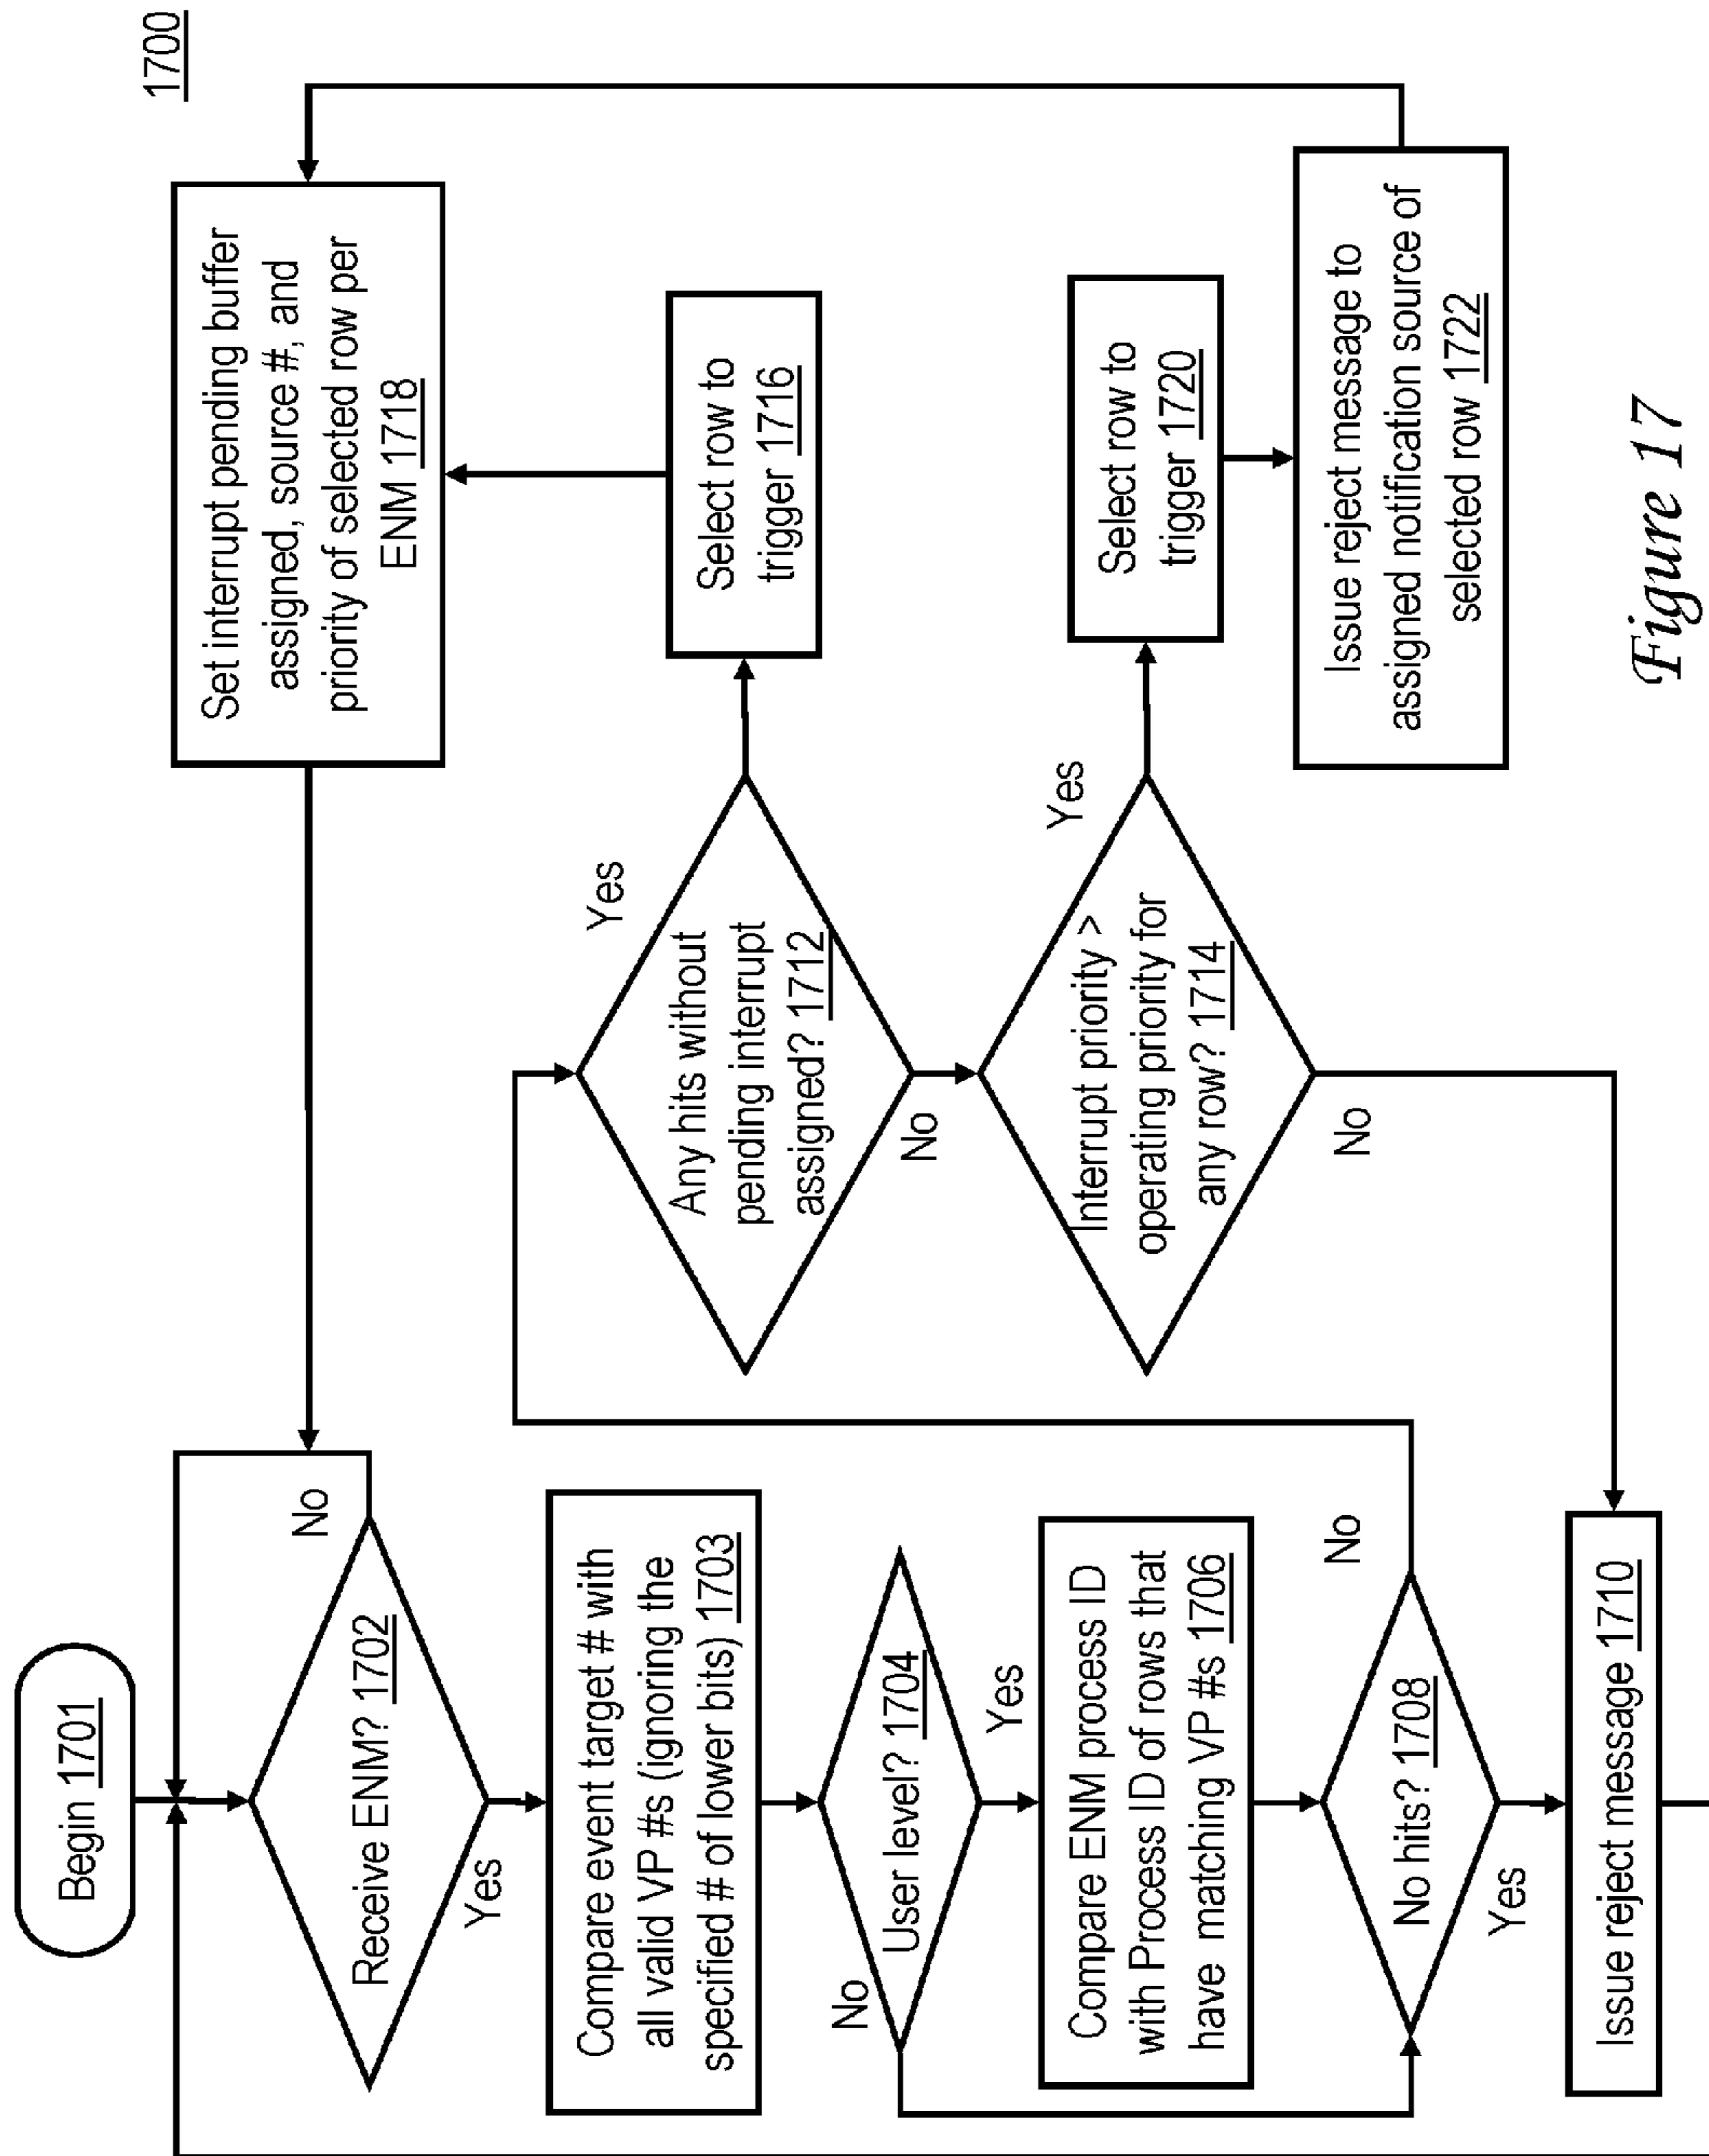 1700
Begin 1701
Receive ENM? 1702
No
Yes
Compare event target # with
all valid VP #s (ignoring the
specified # of lower bits) 1703
User level? 1704
No
Yes
Compare ENM process ID
with Process ID of rows that
have matching VP #s 1706
No hits? 1708
No
Yes
Issue reject message 1710
Any hits without
pending interrupt
assigned? 1712
Yes
No
Interrupt priority >
operating priority for
any row? 1714
Yes
No
Select row to
trigger 1716
Set interrupt pending buffer
assigned, source #, and
priority of selected row per
ENM 1718
Select row to
trigger 1720
Issue reject message to
assigned notification source of
selected row 1722
Figure 17